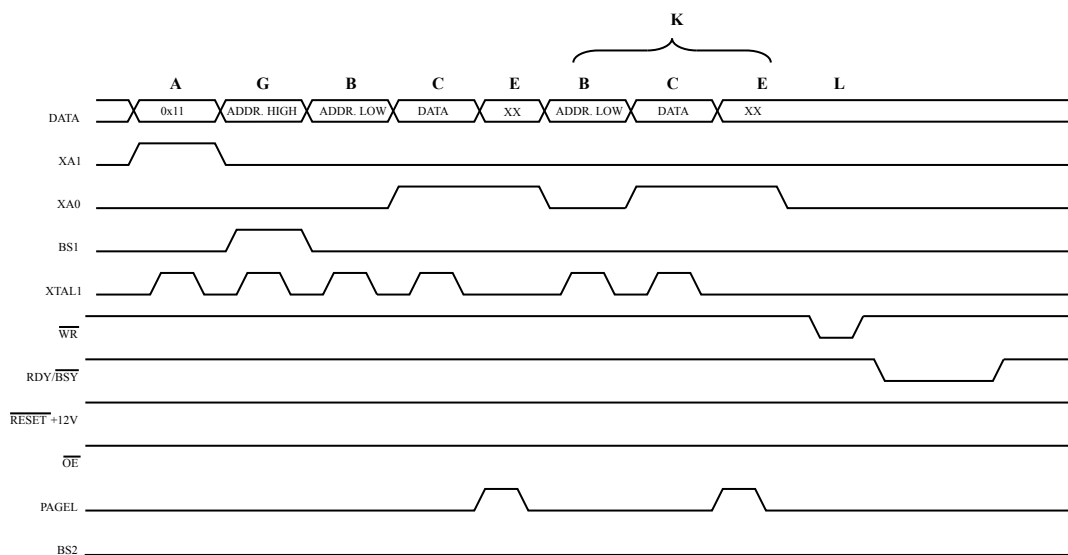 K
A G B C E B C E L
DATA 0x11 ADDR. HIGH ADDR. LOW DATA XX ADDR. LOW DATA XX
XA1
XA0
BS1
XTAL1
WR
RDY/BSY
RESET +12V
OE
PAGEL
BS2